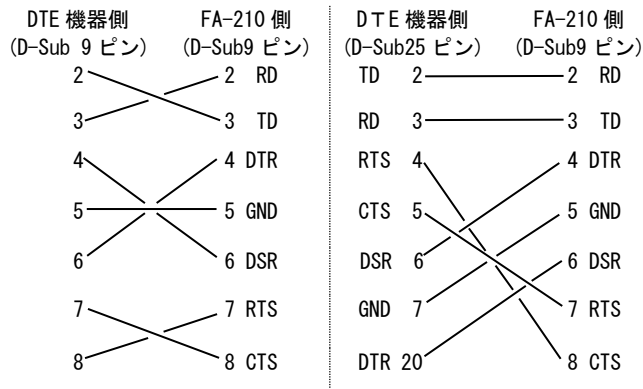 DTE 機器側 FA-210 側
(D-Sub 9 ピン) (D-Sub9 ピン)
2 2 RD
3 3 TD
4 4 DTR
5 5 GND
6 6 DSR
7 7 RTS
8 8 CTS
DTE 機器側 FA-210 側
(D-Sub25 ピン) (D-Sub9 ピン)
TD 2 2 RD
RD 3 3 TD
RTS 4 4 DTR
CTS 5 5 GND
DSR 6 6 DSR
GND 7 7 RTS
DTR 20 8 CTS